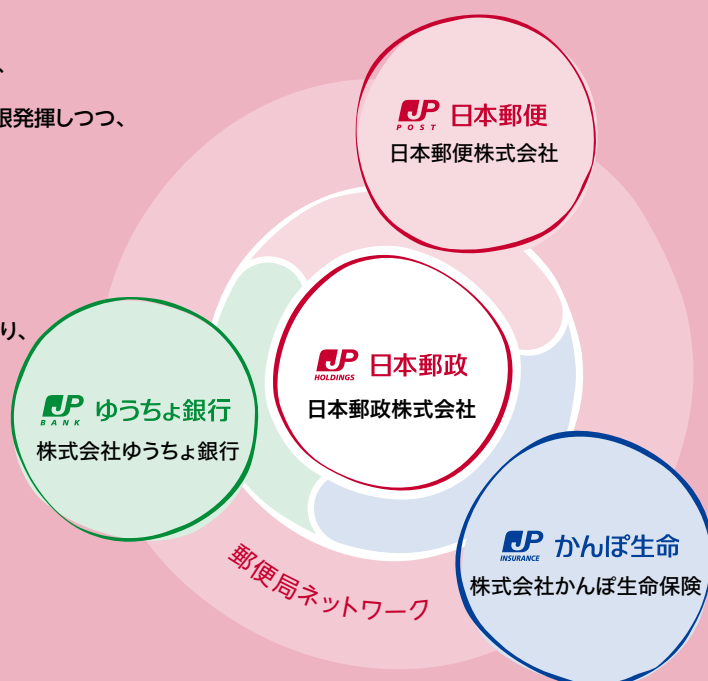 、
限発揮しつつ、
JP POST 日本郵便
日本郵便株式会社
り、
JP HOLDINGS 日本郵政
日本郵政株式会社
JP BANK ゆうちょ銀行
株式会社ゆうちょ銀行
JP INSURANCE かんぽ生命
株式会社かんぽ生命保険
郵便局ネットワーク